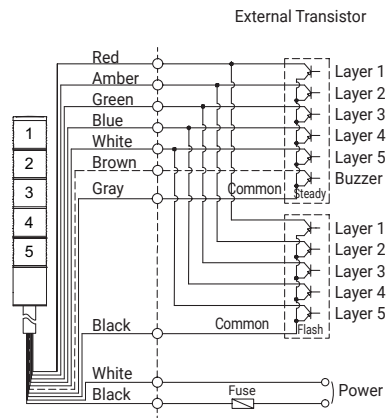 External Transistor
Red
Layer 1
Amber
Layer 2
Green
Layer 3
Blue
Layer 4
White
Layer 5
Brown
Buzzer
Gray
Common
Steady
1
2
3
4
5
Layer 1
Layer 2
Layer 3
Layer 4
Layer 5
Black
Common
Flash
White
Black
Fuse
Power